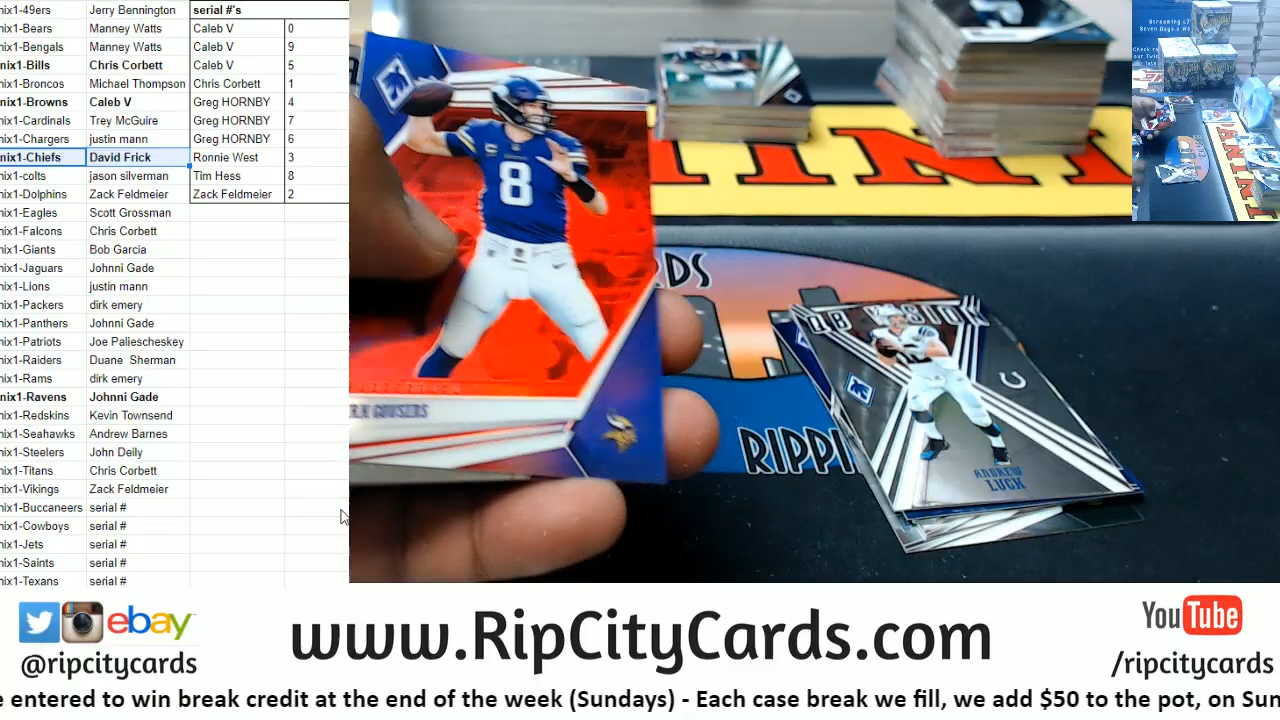 nix1-49ers Jerry Bennington serial #'s
nix1-Bears Manney Watts Caleb V 0
nix1-Bengals Manney Watts Caleb V 9
nix1-Bills Chris Corbett Caleb V 5
nix1-Broncos Michael Thompson Chris Corbett 1
nix1-Browns Caleb V Greg HORNBY 4
nix1-Cardinals Trey McGuire Greg HORNBY 7
nix1-Chargers justin mann Greg HORNBY 6
nix1-Chiefs David Frick Ronnie West 3
nix1-colts jason silverman Tim Hess 8
nix1-Dolphins Zack Feldmeier Zack Feldmeier 2
nix1-Eagles Scott Grossman
nix1-Falcons Chris Corbett
nix1-Giants Bob Garcia
nix1-Jaguars Johnni Gade
nix1-Lions justin mann
nix1-Packers dirk emery
nix1-Panthers Johnni Gade
nix1-Patriots Joe Paliescheskey
nix1-Raiders Duane Sherman
nix1-Rams dirk emery
nix1-Ravens Johnni Gade
nix1-Redskins Kevin Townsend
nix1-Seahawks Andrew Barnes
nix1-Steelers John Deily
nix1-Titans Chris Corbett
nix1-Vikings Zack Feldmeier
nix1-Buccaneers serial #
nix1-Cowboys serial #
nix1-Jets serial #
nix1-Saints serial #
nix1-Texans serial #
8
COUSINS
RDS
RIPPI
QB VISION
ANDREW
LUCK
Streaming
Seven Days a
Check
ebay
@ripcitycards
www.RipCityCards.com
YouTube
/ripcitycards
e entered to win break credit at the end of the week (Sundays) - Each case break we fill, we add $50 to the pot, on Sun